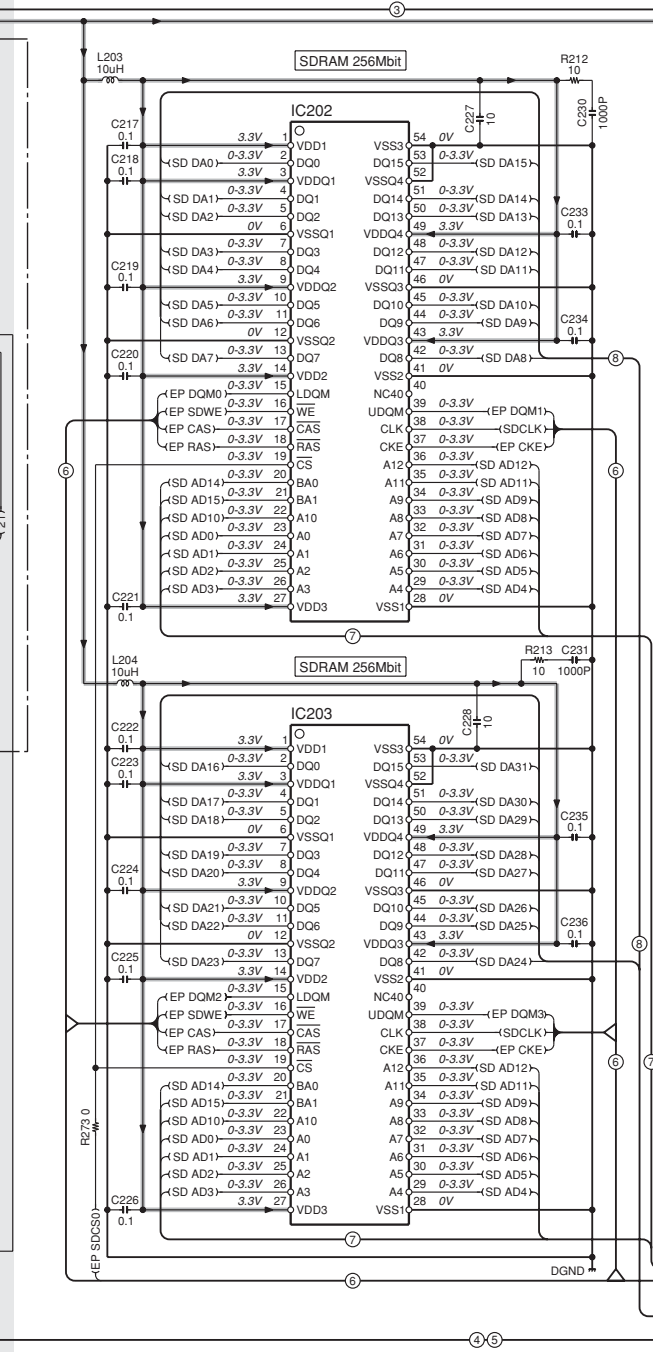 3
L203
10uH
SDRAM 256Mbit
R212
10
C227
10
C230
1000P
IC202
C217
0.1
3.3V 1 VDD1 VSS3 54 0V
C218
0.1
(SD DA0) 0-3.3V 2 DQ0 DQ15 53 0-3.3V (SD DA15)
3.3V 3 VDDQ1 VSSQ4 52
(SD DA1) 0-3.3V 4 DQ1 DQ14 51 0-3.3V (SD DA14)
(SD DA2) 0-3.3V 5 DQ2 DQ13 50 0-3.3V (SD DA13)
C233
0.1
0V 6 VSSQ1 VDDQ4 49 3.3V
(SD DA3) 0-3.3V 7 DQ3 DQ12 48 0-3.3V (SD DA12)
(SD DA4) 0-3.3V 8 DQ4 DQ11 47 0-3.3V (SD DA11)
C219
0.1
3.3V 9 VDDQ2 VSSQ3 46 0V
(SD DA5) 0-3.3V 10 DQ5 DQ10 45 0-3.3V (SD DA10)
(SD DA6) 0-3.3V 11 DQ6 DQ9 44 0-3.3V (SD DA9)
C234
0.1
0V 12 VSSQ2 VDDQ3 43 3.3V
(SD DA7) 0-3.3V 13 DQ7 DQ8 42 0-3.3V (SD DA8)
8
C220
0.1
3.3V 14 VDD2 VSS2 41 0V
(EP DQM0) 0-3.3V 15 LDQM NC40 40
(EP SDWE) 0-3.3V 16 WE UDQM 39 0-3.3V (EP DQM1)
(EP CAS) 0-3.3V 17 CAS CLK 38 0-3.3V (SDCLK)
(EP RAS) 0-3.3V 18 RAS CKE 37 0-3.3V (EP CKE)
6
6
0-3.3V 19 CS A12 36 0-3.3V (SD AD12)
(SD AD14) 0-3.3V 20 BA0 A11 35 0-3.3V (SD AD11)
(SD AD15) 0-3.3V 21 BA1 A9 34 0-3.3V (SD AD9)
(SD AD10) 0-3.3V 22 A10 A8 33 0-3.3V (SD AD8)
(SD AD0) 0-3.3V 23 A0 A7 32 0-3.3V (SD AD7)
(SD AD1) 0-3.3V 24 A1 A6 31 0-3.3V (SD AD6)
(SD AD2) 0-3.3V 25 A2 A5 30 0-3.3V (SD AD5)
(SD AD3) 0-3.3V 26 A3 A4 29 0-3.3V (SD AD4)
C221
0.1
3.3V 27 VDD3 VSS1 28 0V
7
L204
10uH
SDRAM 256Mbit
R213
10
C231
1000P
C228
10
IC203
C222
0.1
3.3V 1 VDD1 VSS3 54 0V
C223
0.1
(SD DA16) 0-3.3V 2 DQ0 DQ15 53 0-3.3V (SD DA31)
3.3V 3 VDDQ1 VSSQ4 52
(SD DA17) 0-3.3V 4 DQ1 DQ14 51 0-3.3V (SD DA30)
(SD DA18) 0-3.3V 5 DQ2 DQ13 50 0-3.3V (SD DA29)
C235
0.1
0V 6 VSSQ1 VDDQ4 49 3.3V
(SD DA19) 0-3.3V 7 DQ3 DQ12 48 0-3.3V (SD DA28)
(SD DA20) 0-3.3V 8 DQ4 DQ11 47 0-3.3V (SD DA27)
C224
0.1
3.3V 9 VDDQ2 VSSQ3 46 0V
(SD DA21) 0-3.3V 10 DQ5 DQ10 45 0-3.3V (SD DA26)
(SD DA22) 0-3.3V 11 DQ6 DQ9 44 0-3.3V (SD DA25)
C236
0.1
0V 12 VSSQ2 VDDQ3 43 3.3V
8
(SD DA23) 0-3.3V 13 DQ7 DQ8 42 0-3.3V (SD DA24)
C225
0.1
3.3V 14 VDD2 VSS2 41 0V
(EP DQM2) 0-3.3V 15 LDQM NC40 40
(EP SDWE) 0-3.3V 16 WE UDQM 39 0-3.3V (EP DQM3)
(EP CAS) 0-3.3V 17 CAS CLK 38 0-3.3V (SDCLK)
(EP RAS) 0-3.3V 18 RAS CKE 37 0-3.3V (EP CKE)
6
7
0-3.3V 19 CS A12 36 0-3.3V (SD AD12)
(SD AD14) 0-3.3V 20 BA0 A11 35 0-3.3V (SD AD11)
(SD AD15) 0-3.3V 21 BA1 A9 34 0-3.3V (SD AD9)
(SD AD10) 0-3.3V 22 A10 A8 33 0-3.3V (SD AD8)
R273 0
(SD AD0) 0-3.3V 23 A0 A7 32 0-3.3V (SD AD7)
(SD AD1) 0-3.3V 24 A1 A6 31 0-3.3V (SD AD6)
(SD AD2) 0-3.3V 25 A2 A5 30 0-3.3V (SD AD5)
(SD AD3) 0-3.3V 26 A3 A4 29 0-3.3V (SD AD4)
C226
0.1
3.3V 27 VDD3 VSS1 28 0V
(EP SDCS0)
7
DGND
6
4 5